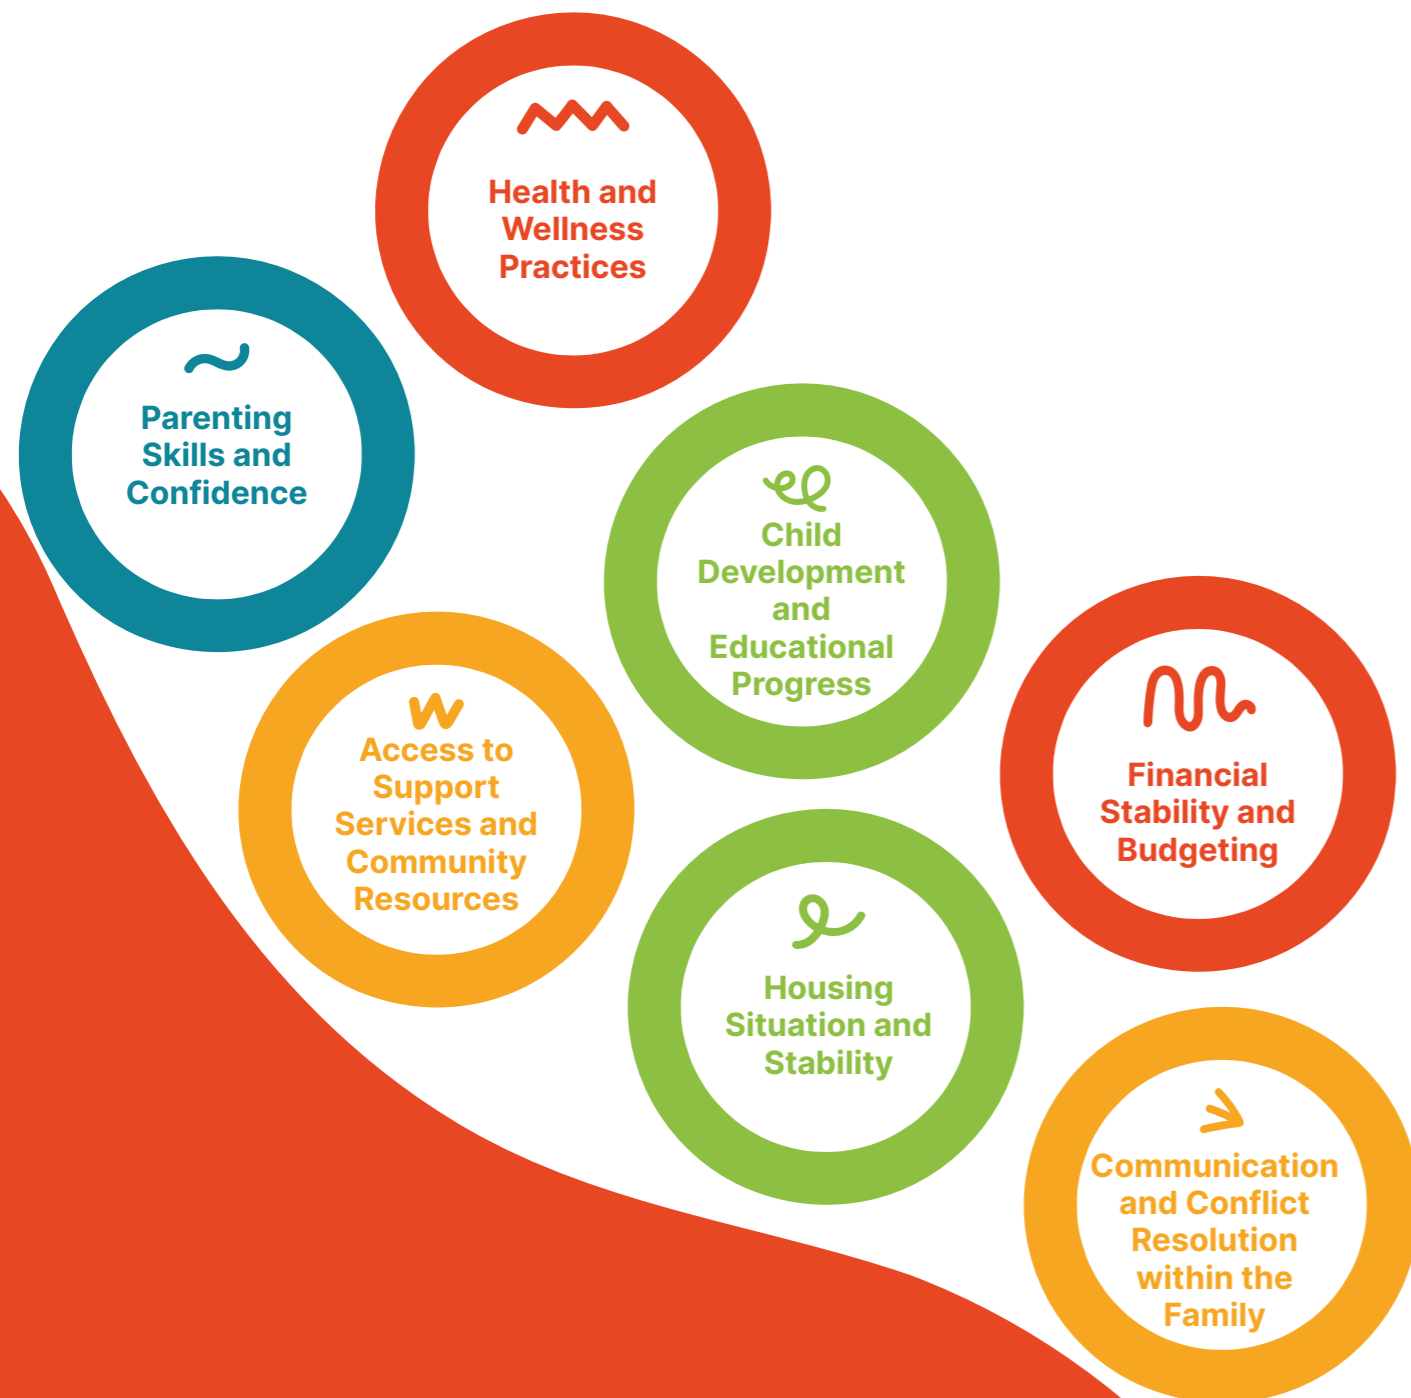 Health and
Wellness
Practices
Parenting
Skills and
Confidence
Child
Development
and
Educational
Progress
Access to
Support
Services and
Community
Resources
Financial
Stability and
Budgeting
Housing
Situation and
Stability
Communication
and Conflict
Resolution
within the
Family